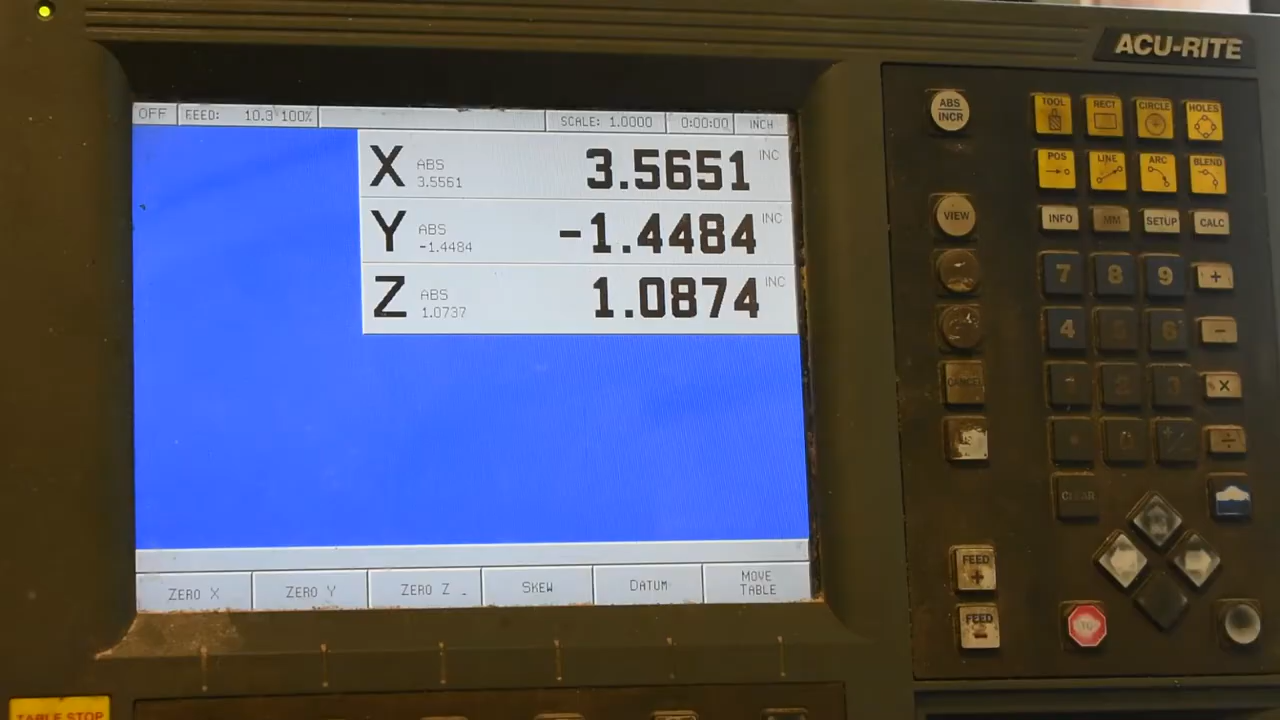 ACU-RITE
OFF FEED: 10.3 100% SCALE: 1.0000 0:00:00 INCH
X ABS 3.5561 3.5651 INC
Y ABS -1.4484 -1.4484 INC
Z ABS 1.0737 1.0874 INC
ZERO X ZERO Y ZERO Z SKEW DATUM MOVE TABLE
ABS INCR
TOOL RECT CIRCLE HOLES
POS LINE ARC BLEND
VIEW INFO MM SETUP CALC
7 8 9 +
4 5 6 -
CANCEL 1 2 3 X
0 ÷
CLEAR
FEED +
FEED -
TABLE STOP